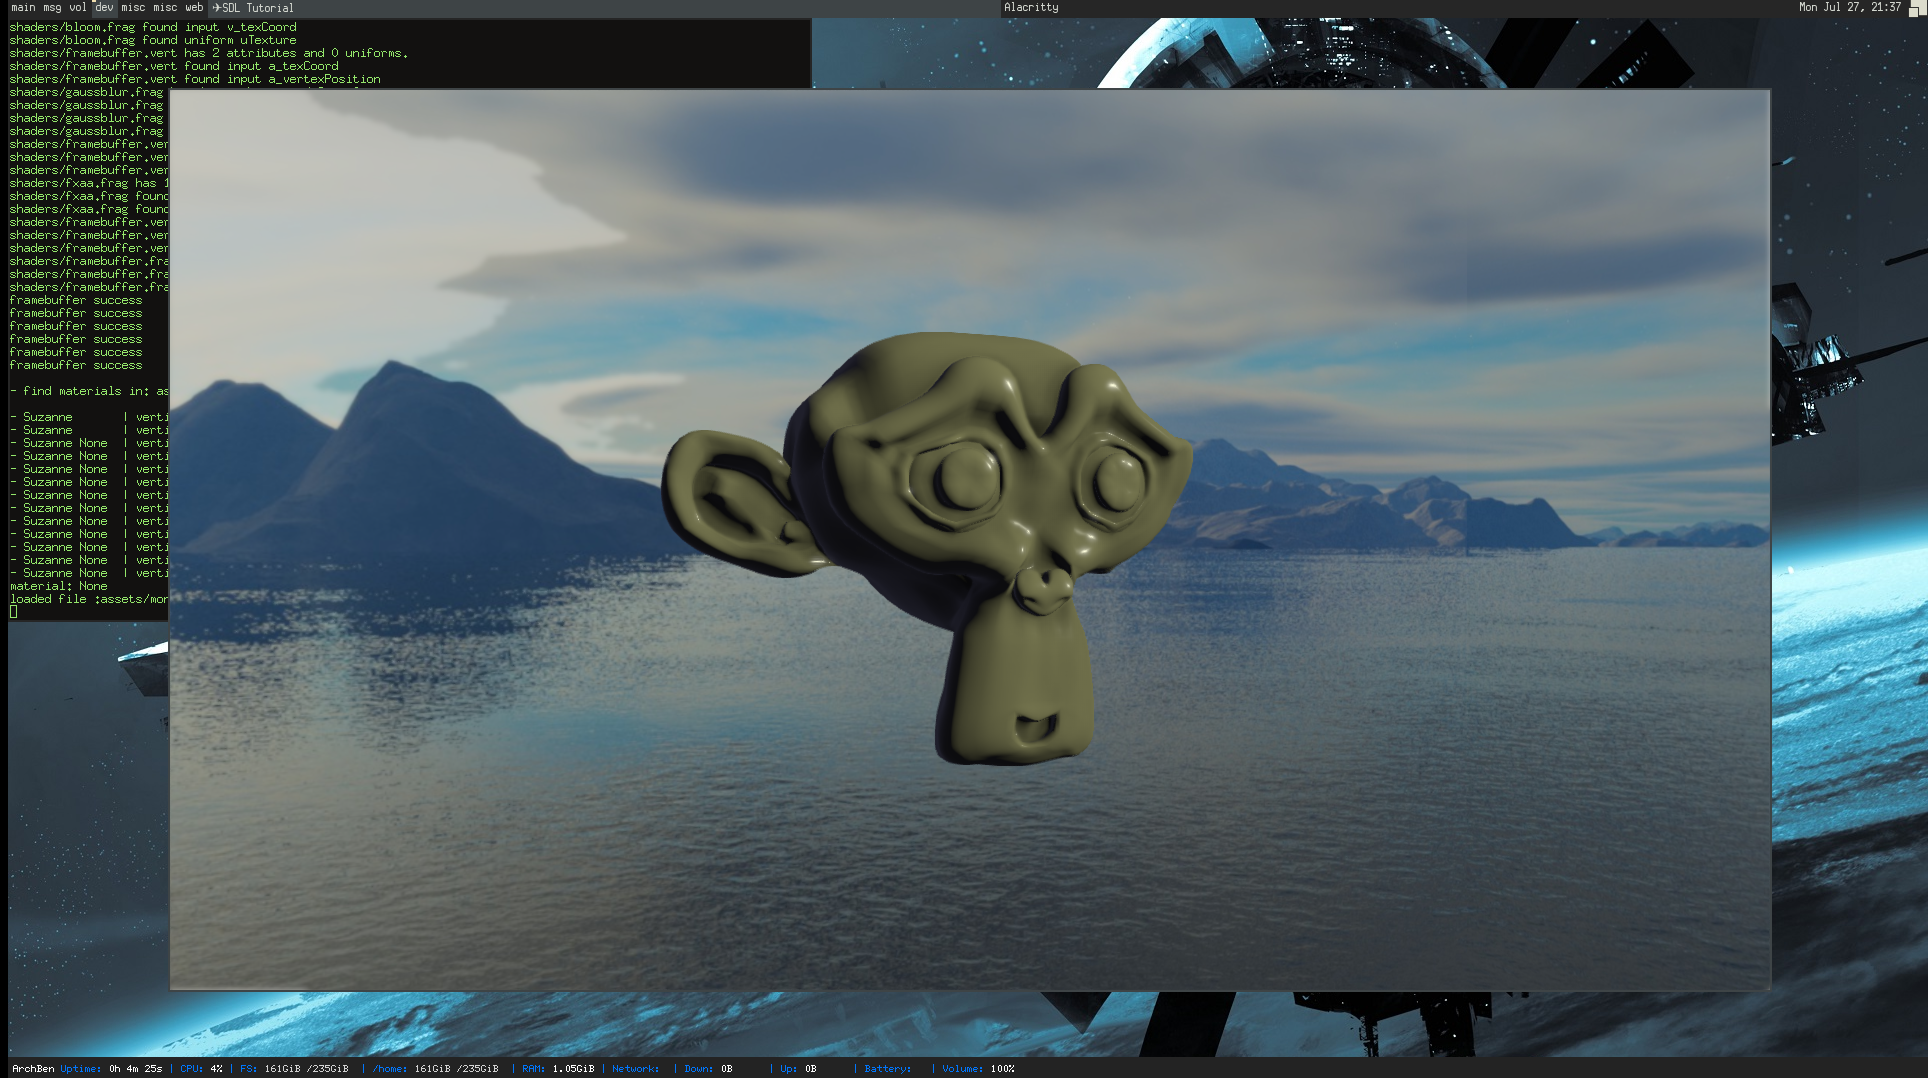 main msg vol dev misc misc web ✈SDL Tutorial Alacritty Mon Jul 27, 21:37
shaders/bloom.frag found input v_texCoord
shaders/bloom.frag found uniform uTexture
shaders/framebuffer.vert has 2 attributes and 0 uniforms.
shaders/framebuffer.vert found input a_texCoord
shaders/framebuffer.vert found input a_vertexPosition
shaders/gaussblur.frag
shaders/gaussblur.frag
shaders/gaussblur.frag
shaders/gaussblur.frag
shaders/framebuffer.ver
shaders/framebuffer.ver
shaders/framebuffer.ver
shaders/fxaa.frag has 1
shaders/fxaa.frag found
shaders/fxaa.frag found
shaders/framebuffer.ver
shaders/framebuffer.ver
shaders/framebuffer.ver
shaders/framebuffer.fra
shaders/framebuffer.fra
shaders/framebuffer.fra
framebuffer success
framebuffer success
framebuffer success
framebuffer success
framebuffer success
framebuffer success
- find materials in: as
- Suzanne | verti
- Suzanne | verti
- Suzanne None | verti
- Suzanne None | verti
- Suzanne None | verti
- Suzanne None | verti
- Suzanne None | verti
- Suzanne None | verti
- Suzanne None | verti
- Suzanne None | verti
- Suzanne None | verti
- Suzanne None | verti
- Suzanne None | verti
material: None
loaded file :assets/mon
ArchBen Uptime: 0h 4m 25s | CPU: 4% | FS: 161GiB /235GiB | /home: 161GiB /235GiB | RAM: 1.05GiB | Network: | Down: 0B | Up: 0B | Battery: | Volume: 100%